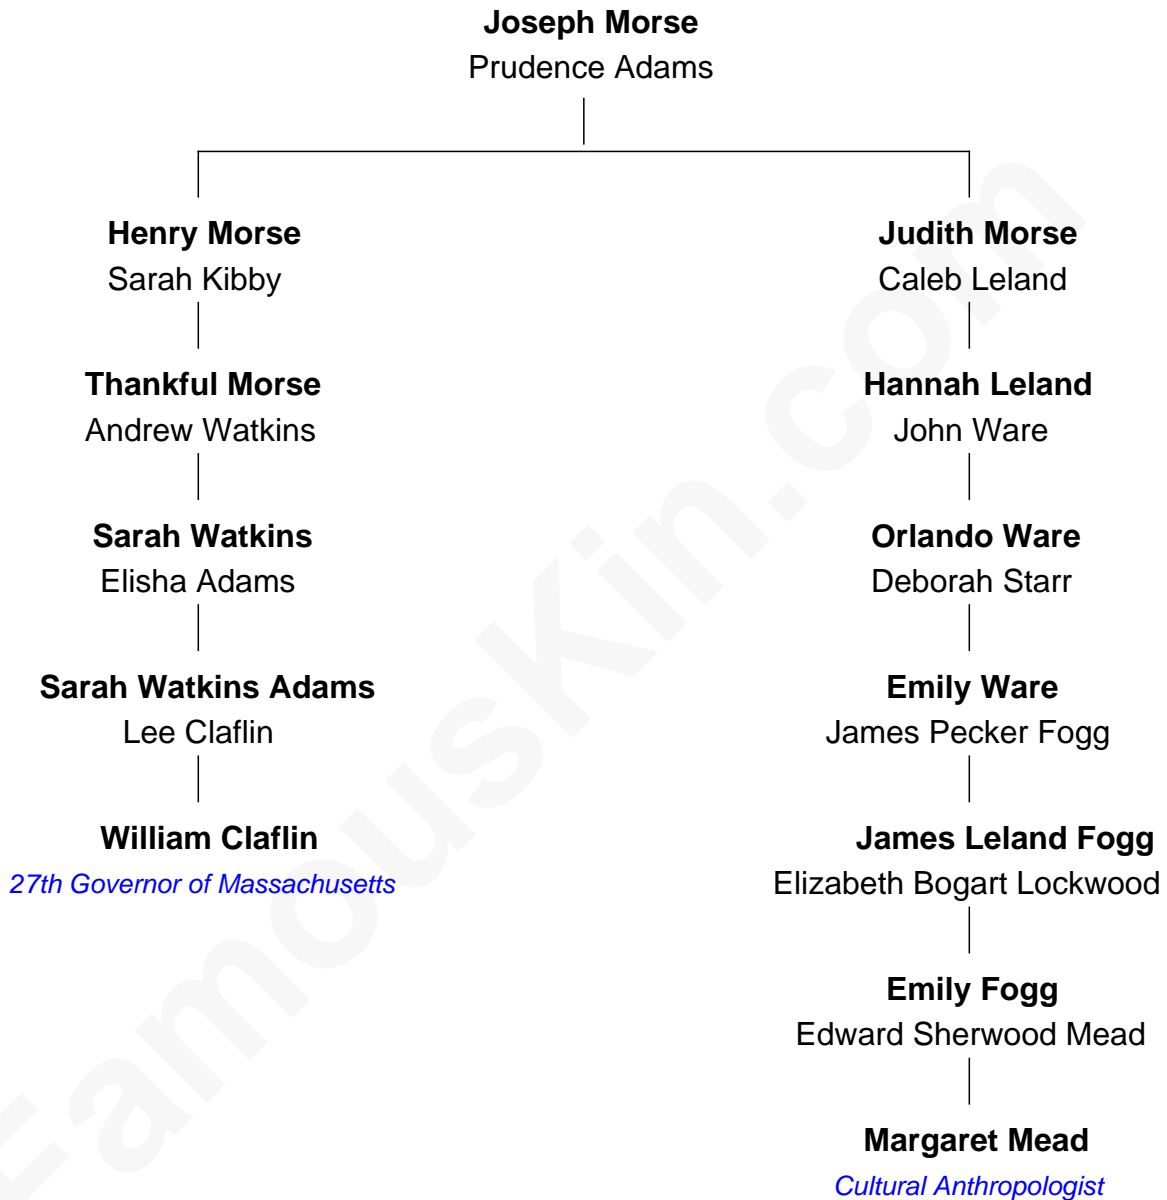 Joseph Morse
Prudence Adams
Henry Morse
Sarah Kibby
Thankful Morse
Andrew Watkins
Sarah Watkins
Elisha Adams
Sarah Watkins Adams
Lee Claflin
William Claflin
27th Governor of Massachusetts
Judith Morse
Caleb Leland
Hannah Leland
John Ware
Orlando Ware
Deborah Starr
Emily Ware
James Pecker Fogg
James Leland Fogg
Elizabeth Bogart Lockwood
Emily Fogg
Edward Sherwood Mead
Margaret Mead
Cultural Anthropologist
FamousKin.com